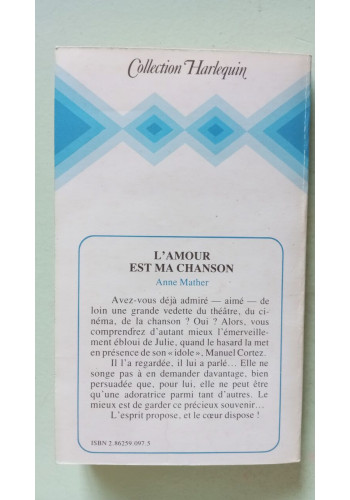 Collection Harlequin
L'AMOUR
EST MA CHANSON
Anne Mather
Avez-vous déjà admiré — aimé — de
loin une grande vedette du théâtre, du ci-
néma, de la chanson ? Oui ? Alors, vous
comprendrez d'autant mieux l'émerveille-
ment ébloui de Julie, quand le hasard la met
en présence de son « idole », Manuel Cortez.
Il l'a regardée, il lui a parlé... Elle ne
songe pas à en demander davantage, bien
persuadée que, pour lui, elle ne peut être
qu'une adoratrice parmi tant d'autres. Le
mieux est de garder ce précieux souvenir...
L'esprit propose, et le cœur dispose !
ISBN 2.86259.097.5